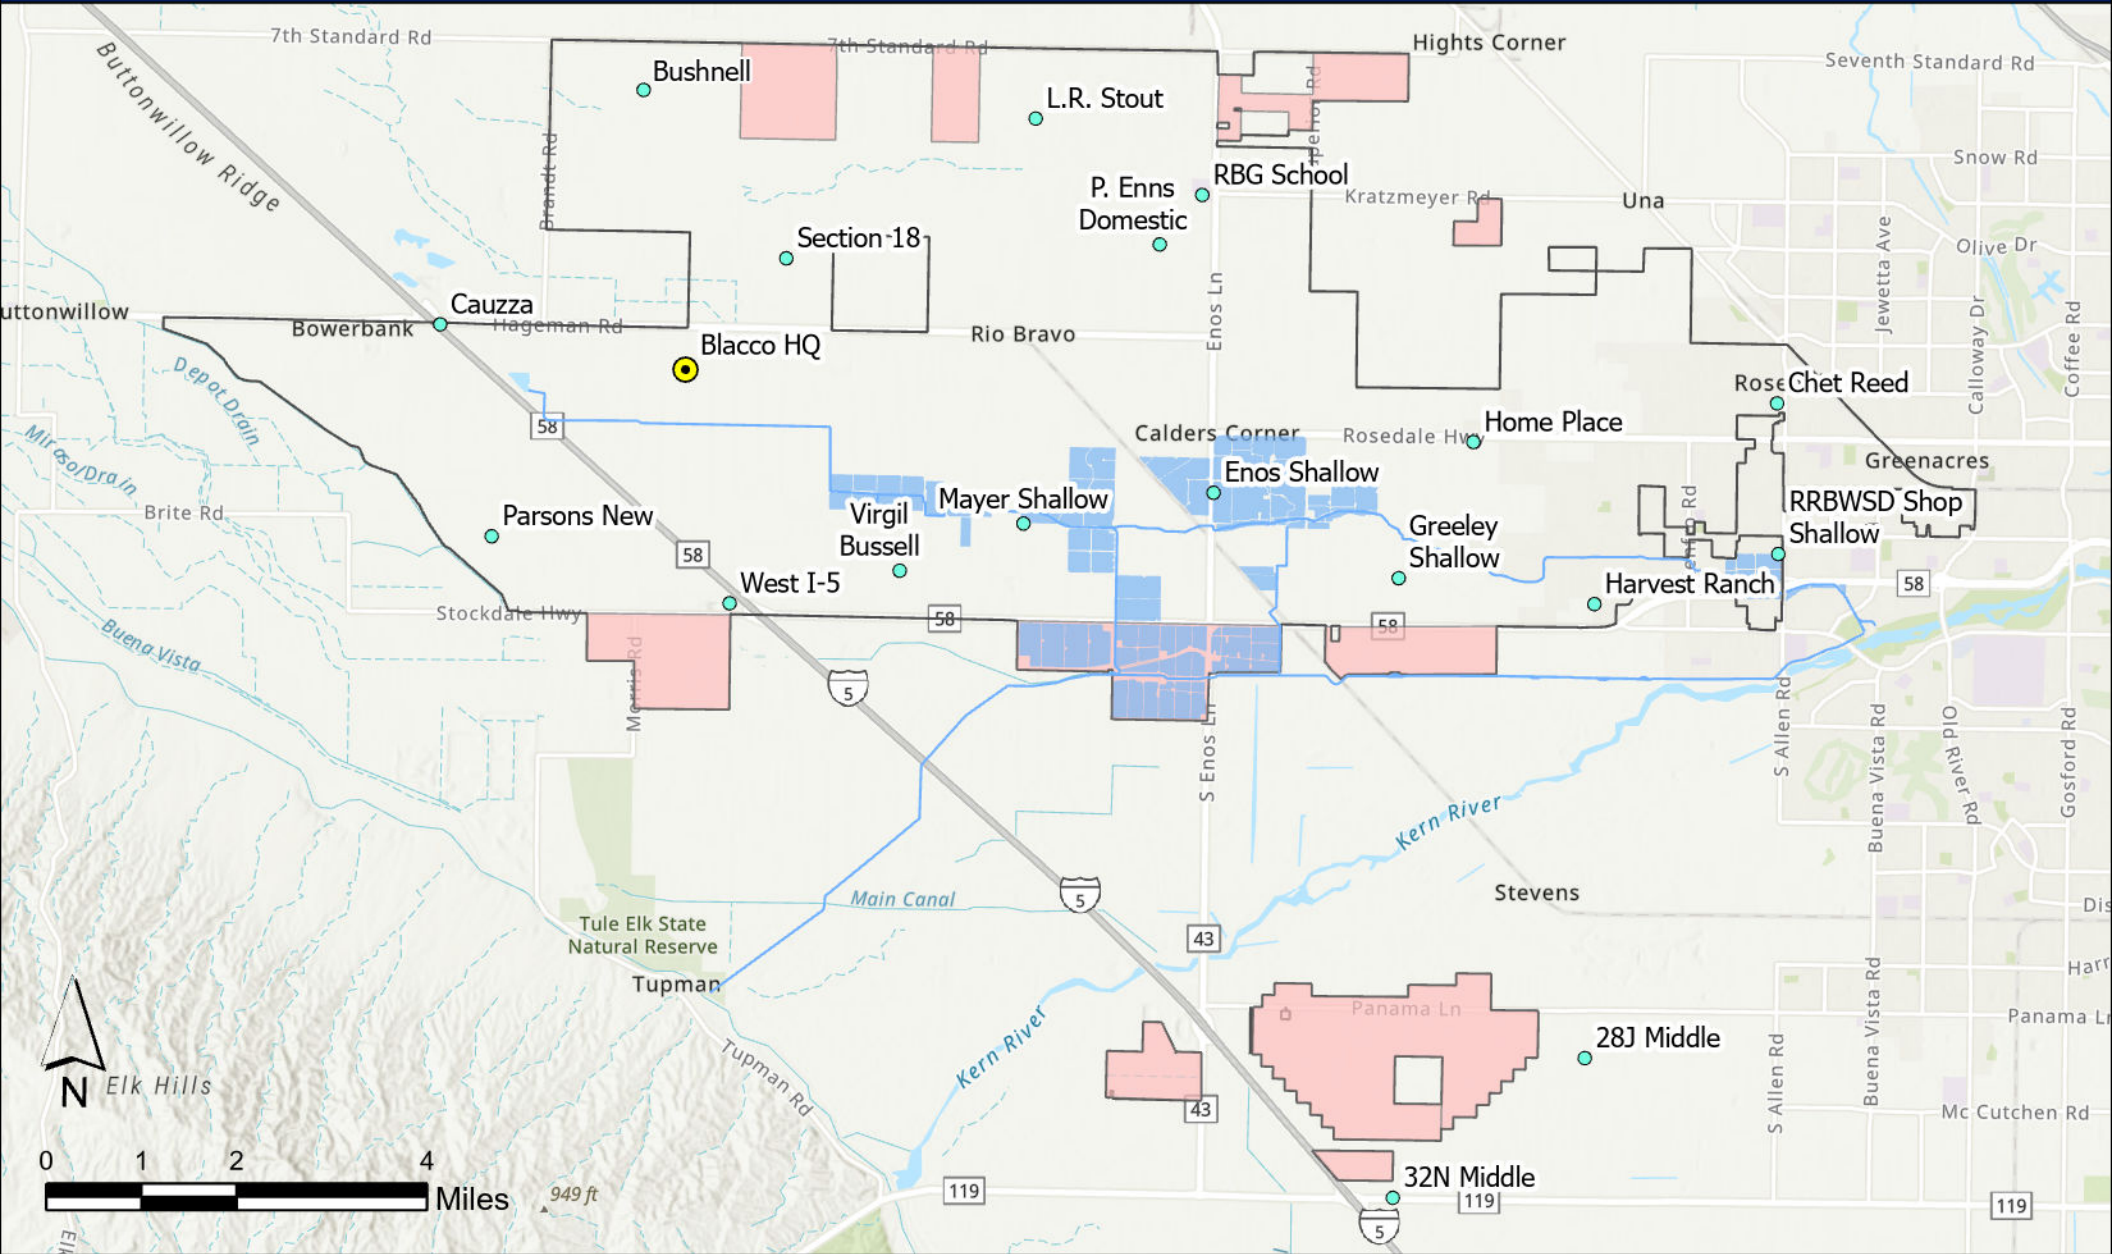 7th Standard Rd
7th Standard Rd
Hights Corner
Seventh Standard Rd
Buttonwillow Ridge
Bushnell
L.R. Stout
Snow Rd
Brandt Rd
RBG School
P. Enns
Domestic
Kratzmeyer Rd
Una
Section 18
Olive Dr
Jewetta Ave
Calloway Dr
Coffee Rd
Enos Ln
Cauzza
uttonwillow
Bowerbank
Hageman Rd
Rio Bravo
Blacco HQ
Depot Drain
Rose
Chet Reed
58
Calders Corner
Rosedale Hwy
Home Place
Greenacres
Enos Shallow
Mayer Shallow
RRBWSD Shop
Shallow
Brite Rd
Parsons New
Virgil
Bussell
Greeley
Shallow
58
West I-5
Harvest Ranch
58
Stockdale Hwy
58
58
Buena Vista
Morris Rd
5
S Enos Ln
S Allen Rd
Buena Vista Rd
Old River Rd
Gosford Rd
Kern River
Main Canal
5
Stevens
Dis
Tule Elk State
Natural Reserve
43
Tupman
Harr
Panama Ln
Panama Ln
Kern River
28J Middle
Tupman Rd
S Allen Rd
Buena Vista Rd
N
Elk Hills
43
Mc Cutchen Rd
0 1 2 4
Miles
949 ft
119
32N Middle
119
119
5